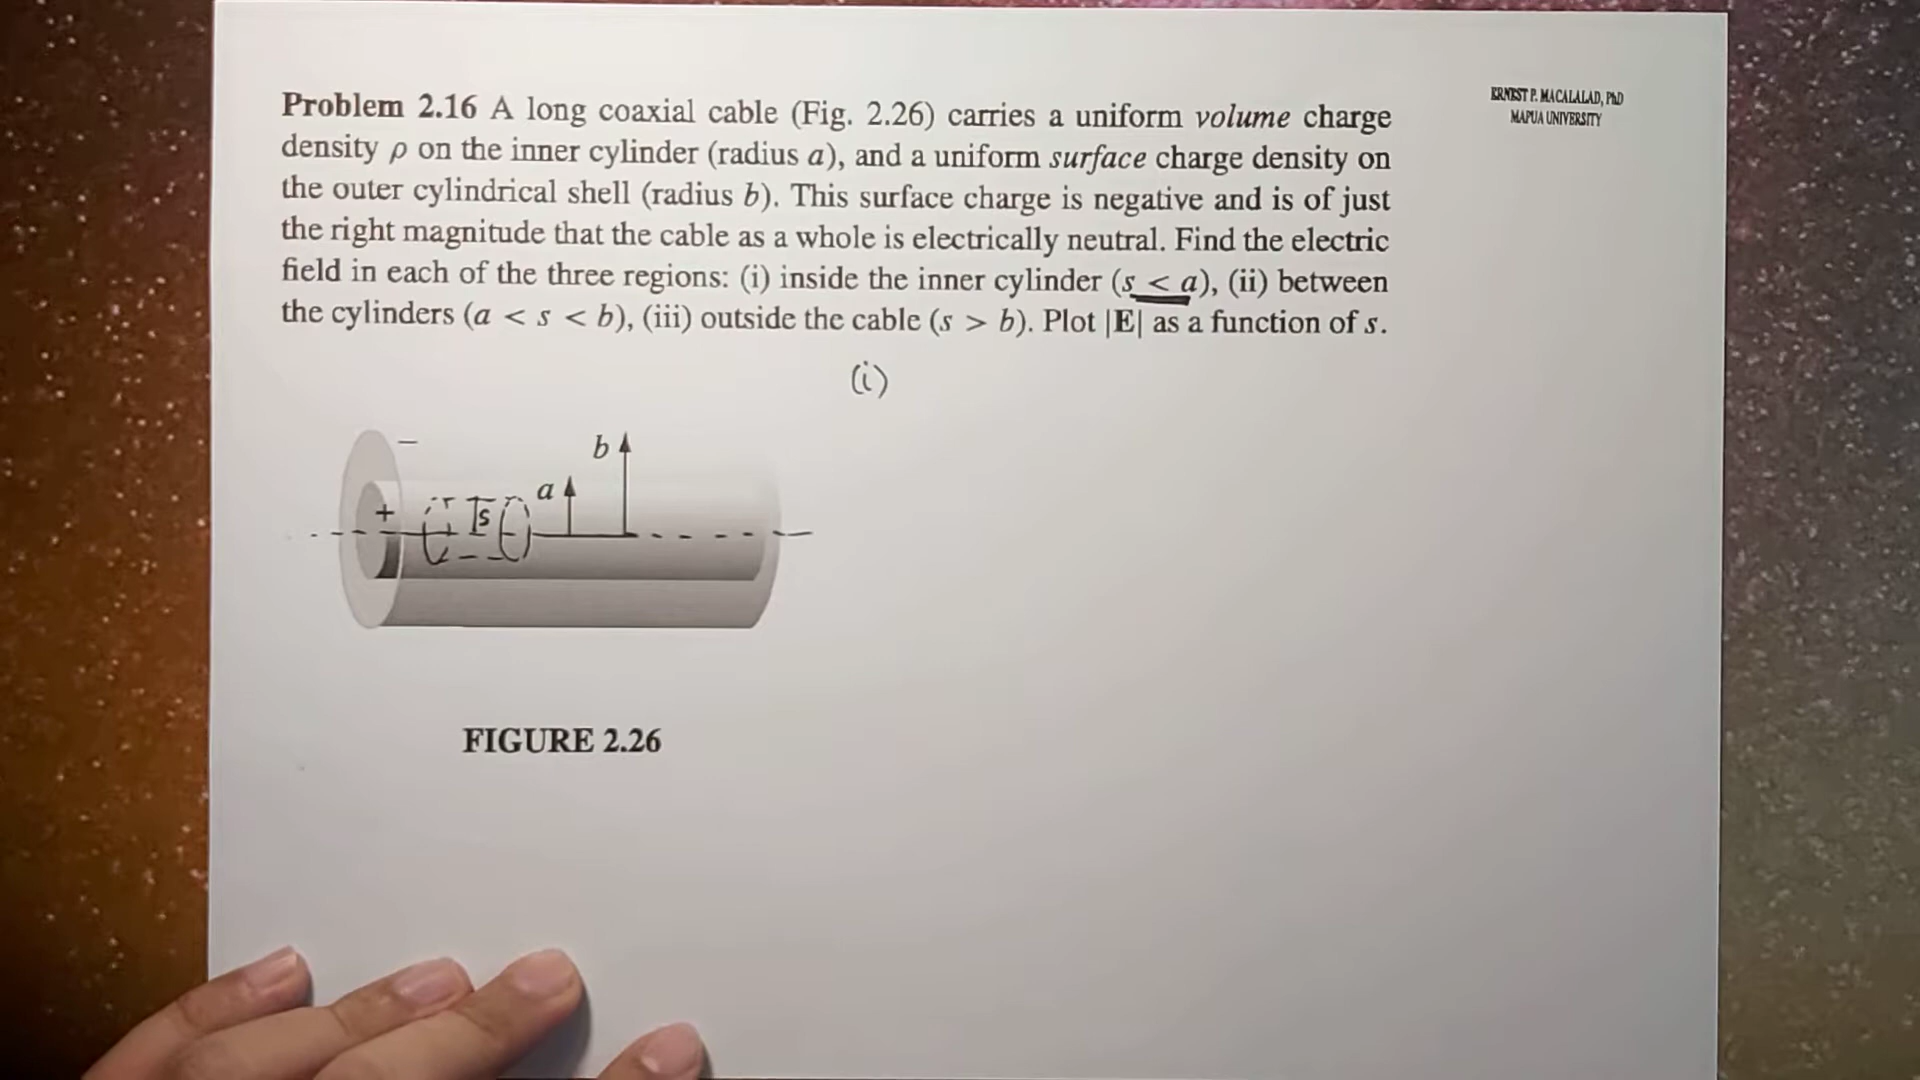 Problem 2.16 A long coaxial cable (Fig. 2.26) carries a uniform volume charge
density ρ on the inner cylinder (radius a), and a uniform surface charge density on
the outer cylindrical shell (radius b). This surface charge is negative and is of just
the right magnitude that the cable as a whole is electrically neutral. Find the electric
field in each of the three regions: (i) inside the inner cylinder (s < a), (ii) between
the cylinders (a < s < b), (iii) outside the cable (s > b). Plot |E| as a function of s.
ERNEST P. MACALALAD, PhD
MAPUA UNIVERSITY
(i)
−
b
a
+
s
FIGURE 2.26